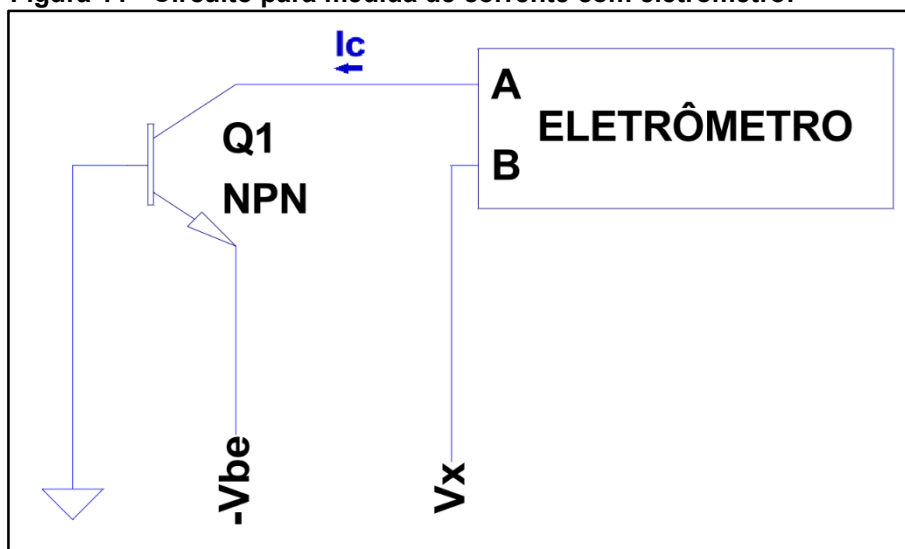 Figura 11 - Circuito para medida de corrente com eletrômetro.
Ic
A
ELETRÔMETRO
Q1
B
NPN
-Vbe
Vx